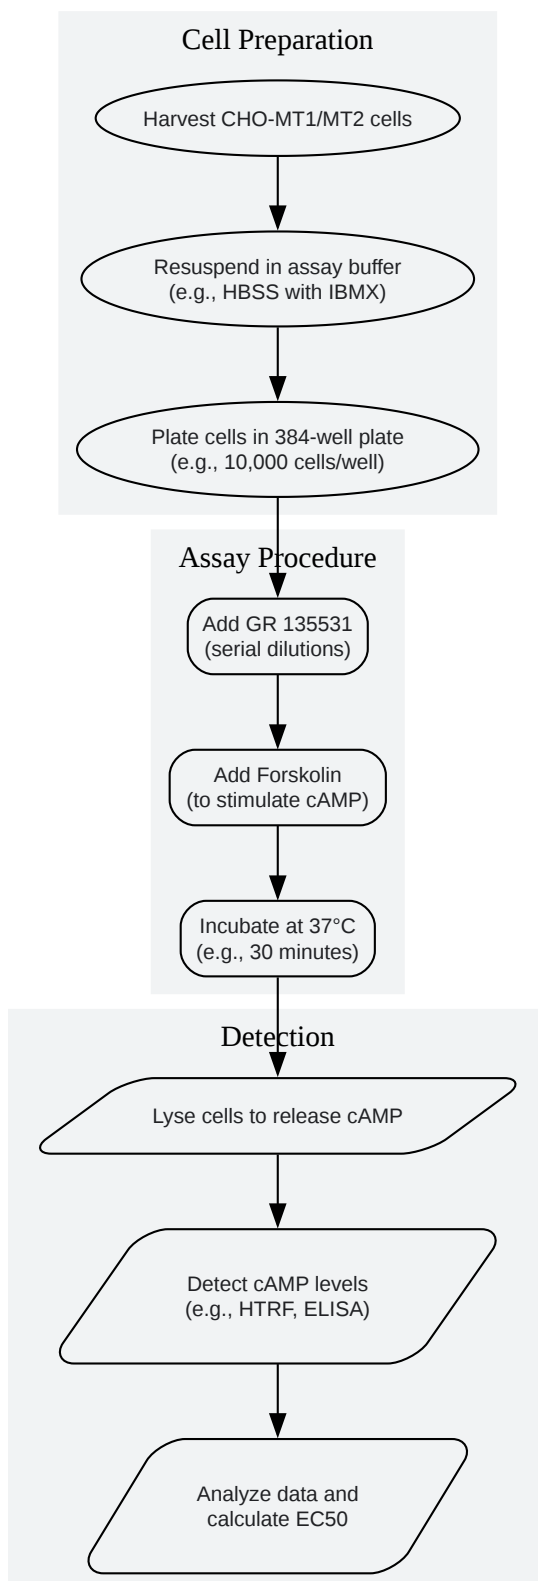 Cell Preparation
Harvest CHO-MT1/MT2 cells
Resuspend in assay buffer
(e.g., HBSS with IBMX)
Plate cells in 384-well plate
(e.g., 10,000 cells/well)
Assay Procedure
Add GR 135531
(serial dilutions)
Add Forskolin
(to stimulate cAMP)
Incubate at 37°C
(e.g., 30 minutes)
Detection
Lyse cells to release cAMP
Detect cAMP levels
(e.g., HTRF, ELISA)
Analyze data and
calculate EC50